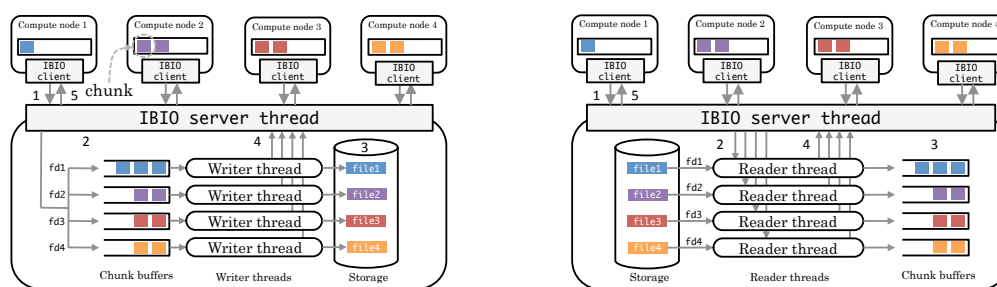 Compute node 1
Compute node 2
Compute node 3
Compute node 4
IBIO
client
IBIO
client
IBIO
client
IBIO
client
chunk
1
5
IBIO server thread
2
4
3
fd1
Writer thread
file1
fd2
Writer thread
file2
fd3
Writer thread
file3
fd4
Writer thread
file4
Chunk buffers
Writer threads
Storage
Compute node 1
Compute node 2
Compute node 3
Compute node 4
IBIO
client
IBIO
client
IBIO
client
IBIO
client
1
5
IBIO server thread
2
4
3
file1
fd1
Reader thread
file2
fd2
Reader thread
file3
fd3
Reader thread
file4
fd4
Reader thread
Storage
Reader threads
Chunk buffers